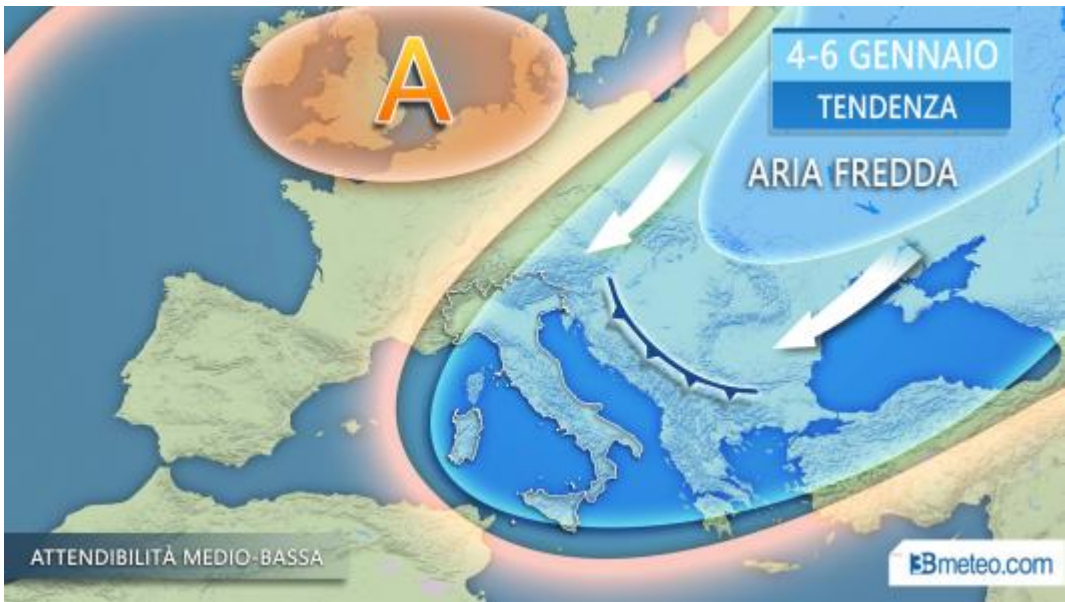 A
4-6 GENNAIO
TENDENZA
ARIA FREDDA
ATTENDIBILITÀ MEDIO-BASSA
3Bmeteo.com